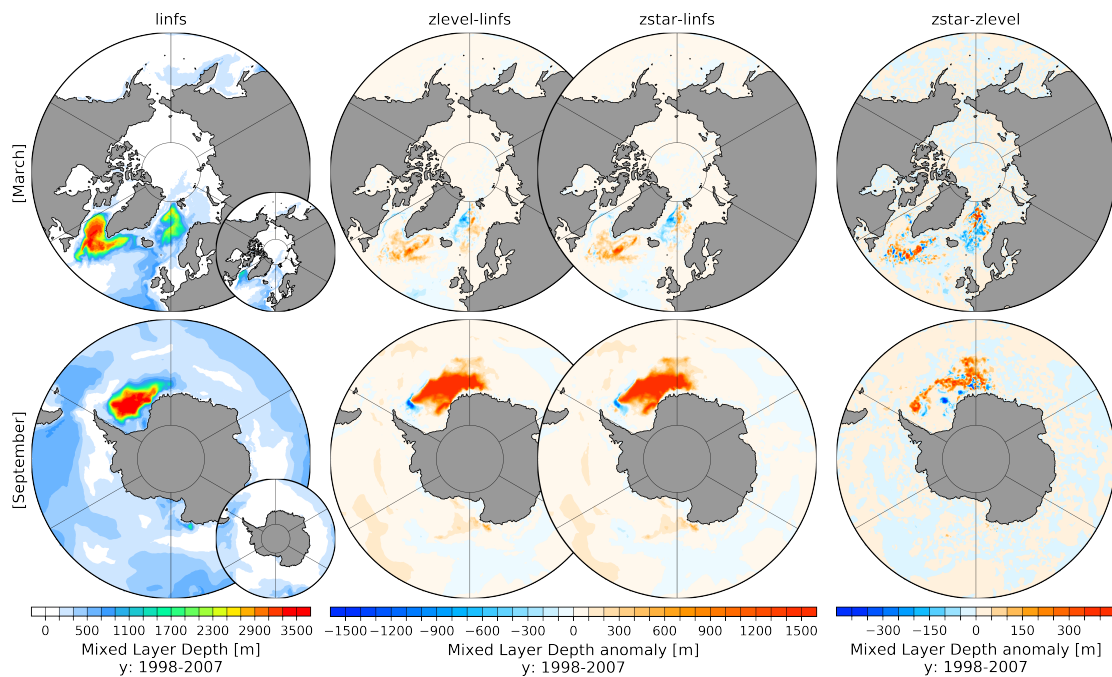 linfs
zlevel-linfs
zstar-linfs
zstar-zlevel
[March]
[September]
0 500 1100 1700 2300 2900 3500
Mixed Layer Depth [m]
y: 1998-2007
−1500 −1200 −900 −600 −300 0 300 600 900 1200 1500
Mixed Layer Depth anomaly [m]
y: 1998-2007
−300 −150 0 150 300
Mixed Layer Depth anomaly [m]
y: 1998-2007